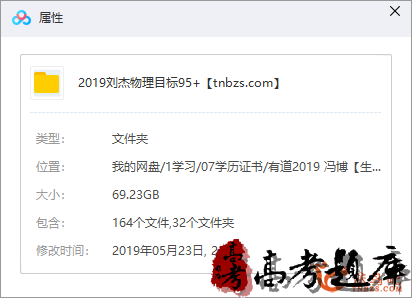 属性
2019刘杰物理目标95+【tnbzs.com】
类型: 文件夹
位置: 我的网盘/1学习/07学历证书/有道2019 冯博【生...
大小: 69.23GB
包含: 164个文件,32个文件夹
修改时间: 2019年05月23日,
高考 高考题库